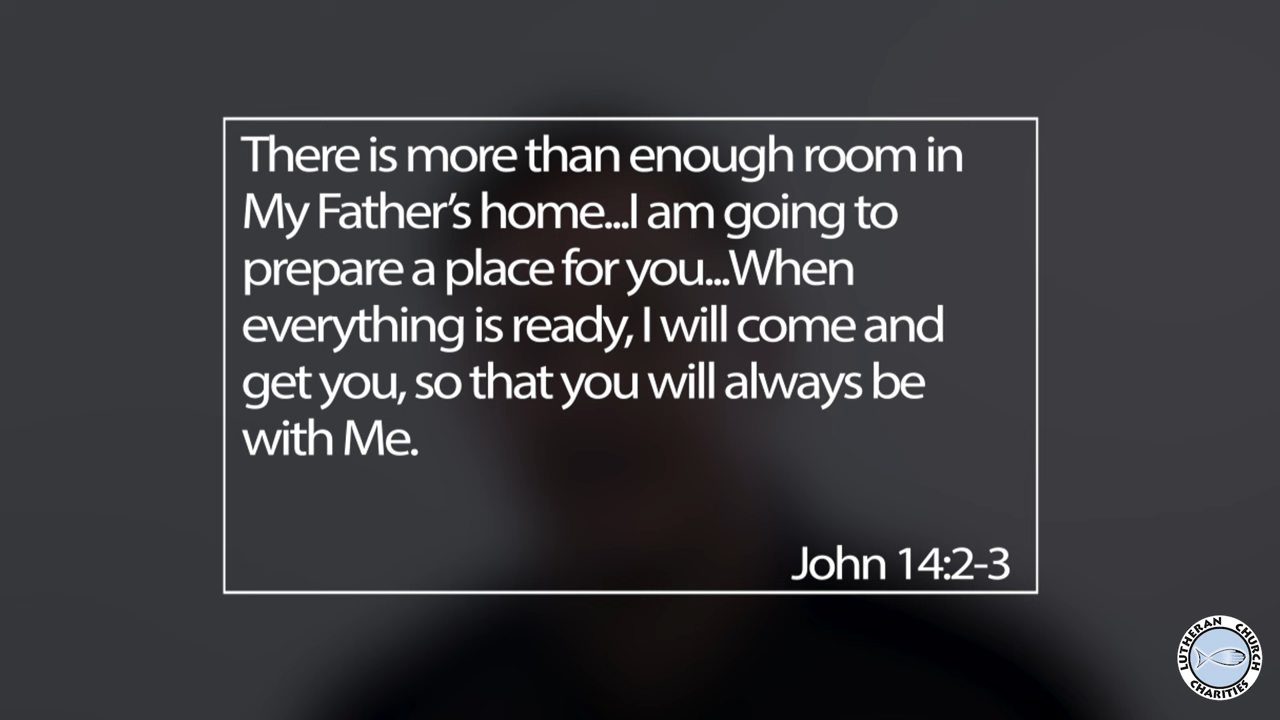 There is more than enough room in
My Father's home...I am going to
prepare a place for you...When
everything is ready, I will come and
get you, so that you will always be
with Me.
John 14:2-3
LUTHERAN CHURCH
CHARITIES